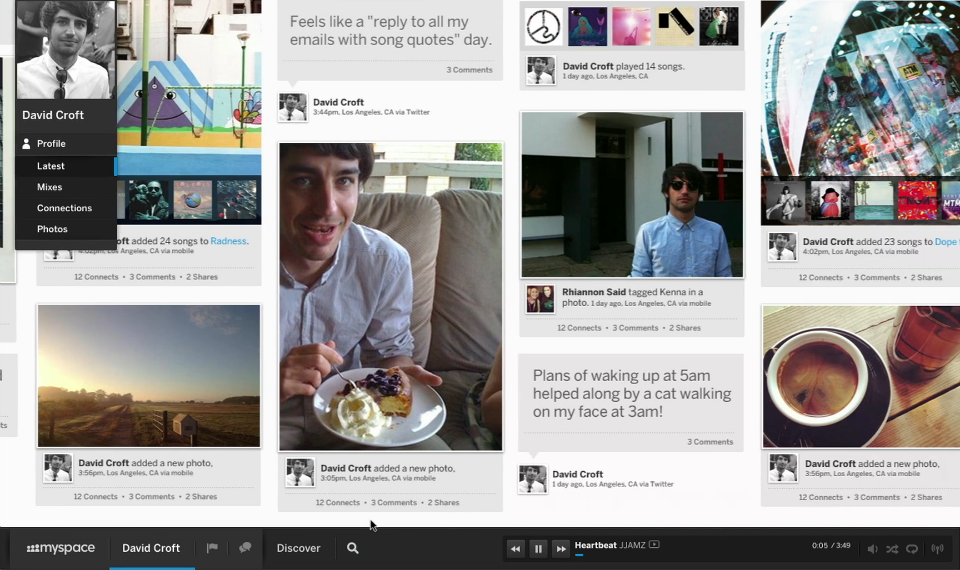 David Croft
Profile
Latest
Mixes
Connections
Photos
oft added 24 songs to Radness.
4:02pm, Los Angeles, CA via mobile
12 Connects • 3 Comments • 2 Shares
David Croft added a new photo,
3:56pm, Los Angeles, CA via mobile
12 Connects • 3 Comments • 2 Shares
ts
Feels like a "reply to all my
emails with song quotes" day.
3 Comments
David Croft
3:44pm, Los Angeles, CA via Twitter
David Croft added a new photo,
3:05pm, Los Angeles, CA via mobile
12 Connects • 3 Comments • 2 Shares
David Croft played 14 songs.
1 day ago, Los Angeles, CA
Rhiannon Said tagged Kenna in a
photo. 1 day ago, Los Angeles, CA via mobile
12 Connects • 3 Comments • 2 Shares
Plans of waking up at 5am
helped along by a cat walking
on my face at 3am!
3 Comments
David Croft
1 day ago, Los Angeles, CA via Twitter
David Croft added 23 songs to Dope
4:02pm, Los Angeles, CA via mobile
12 Connects • 3 Comments • 2 Shares
David Croft added a new photo,
3:56pm, Los Angeles, CA via mobile
12 Connects • 3 Comments • 2 Shares
myspace
David Croft
Discover
Heartbeat JJAMZ
0:05 / 3:49